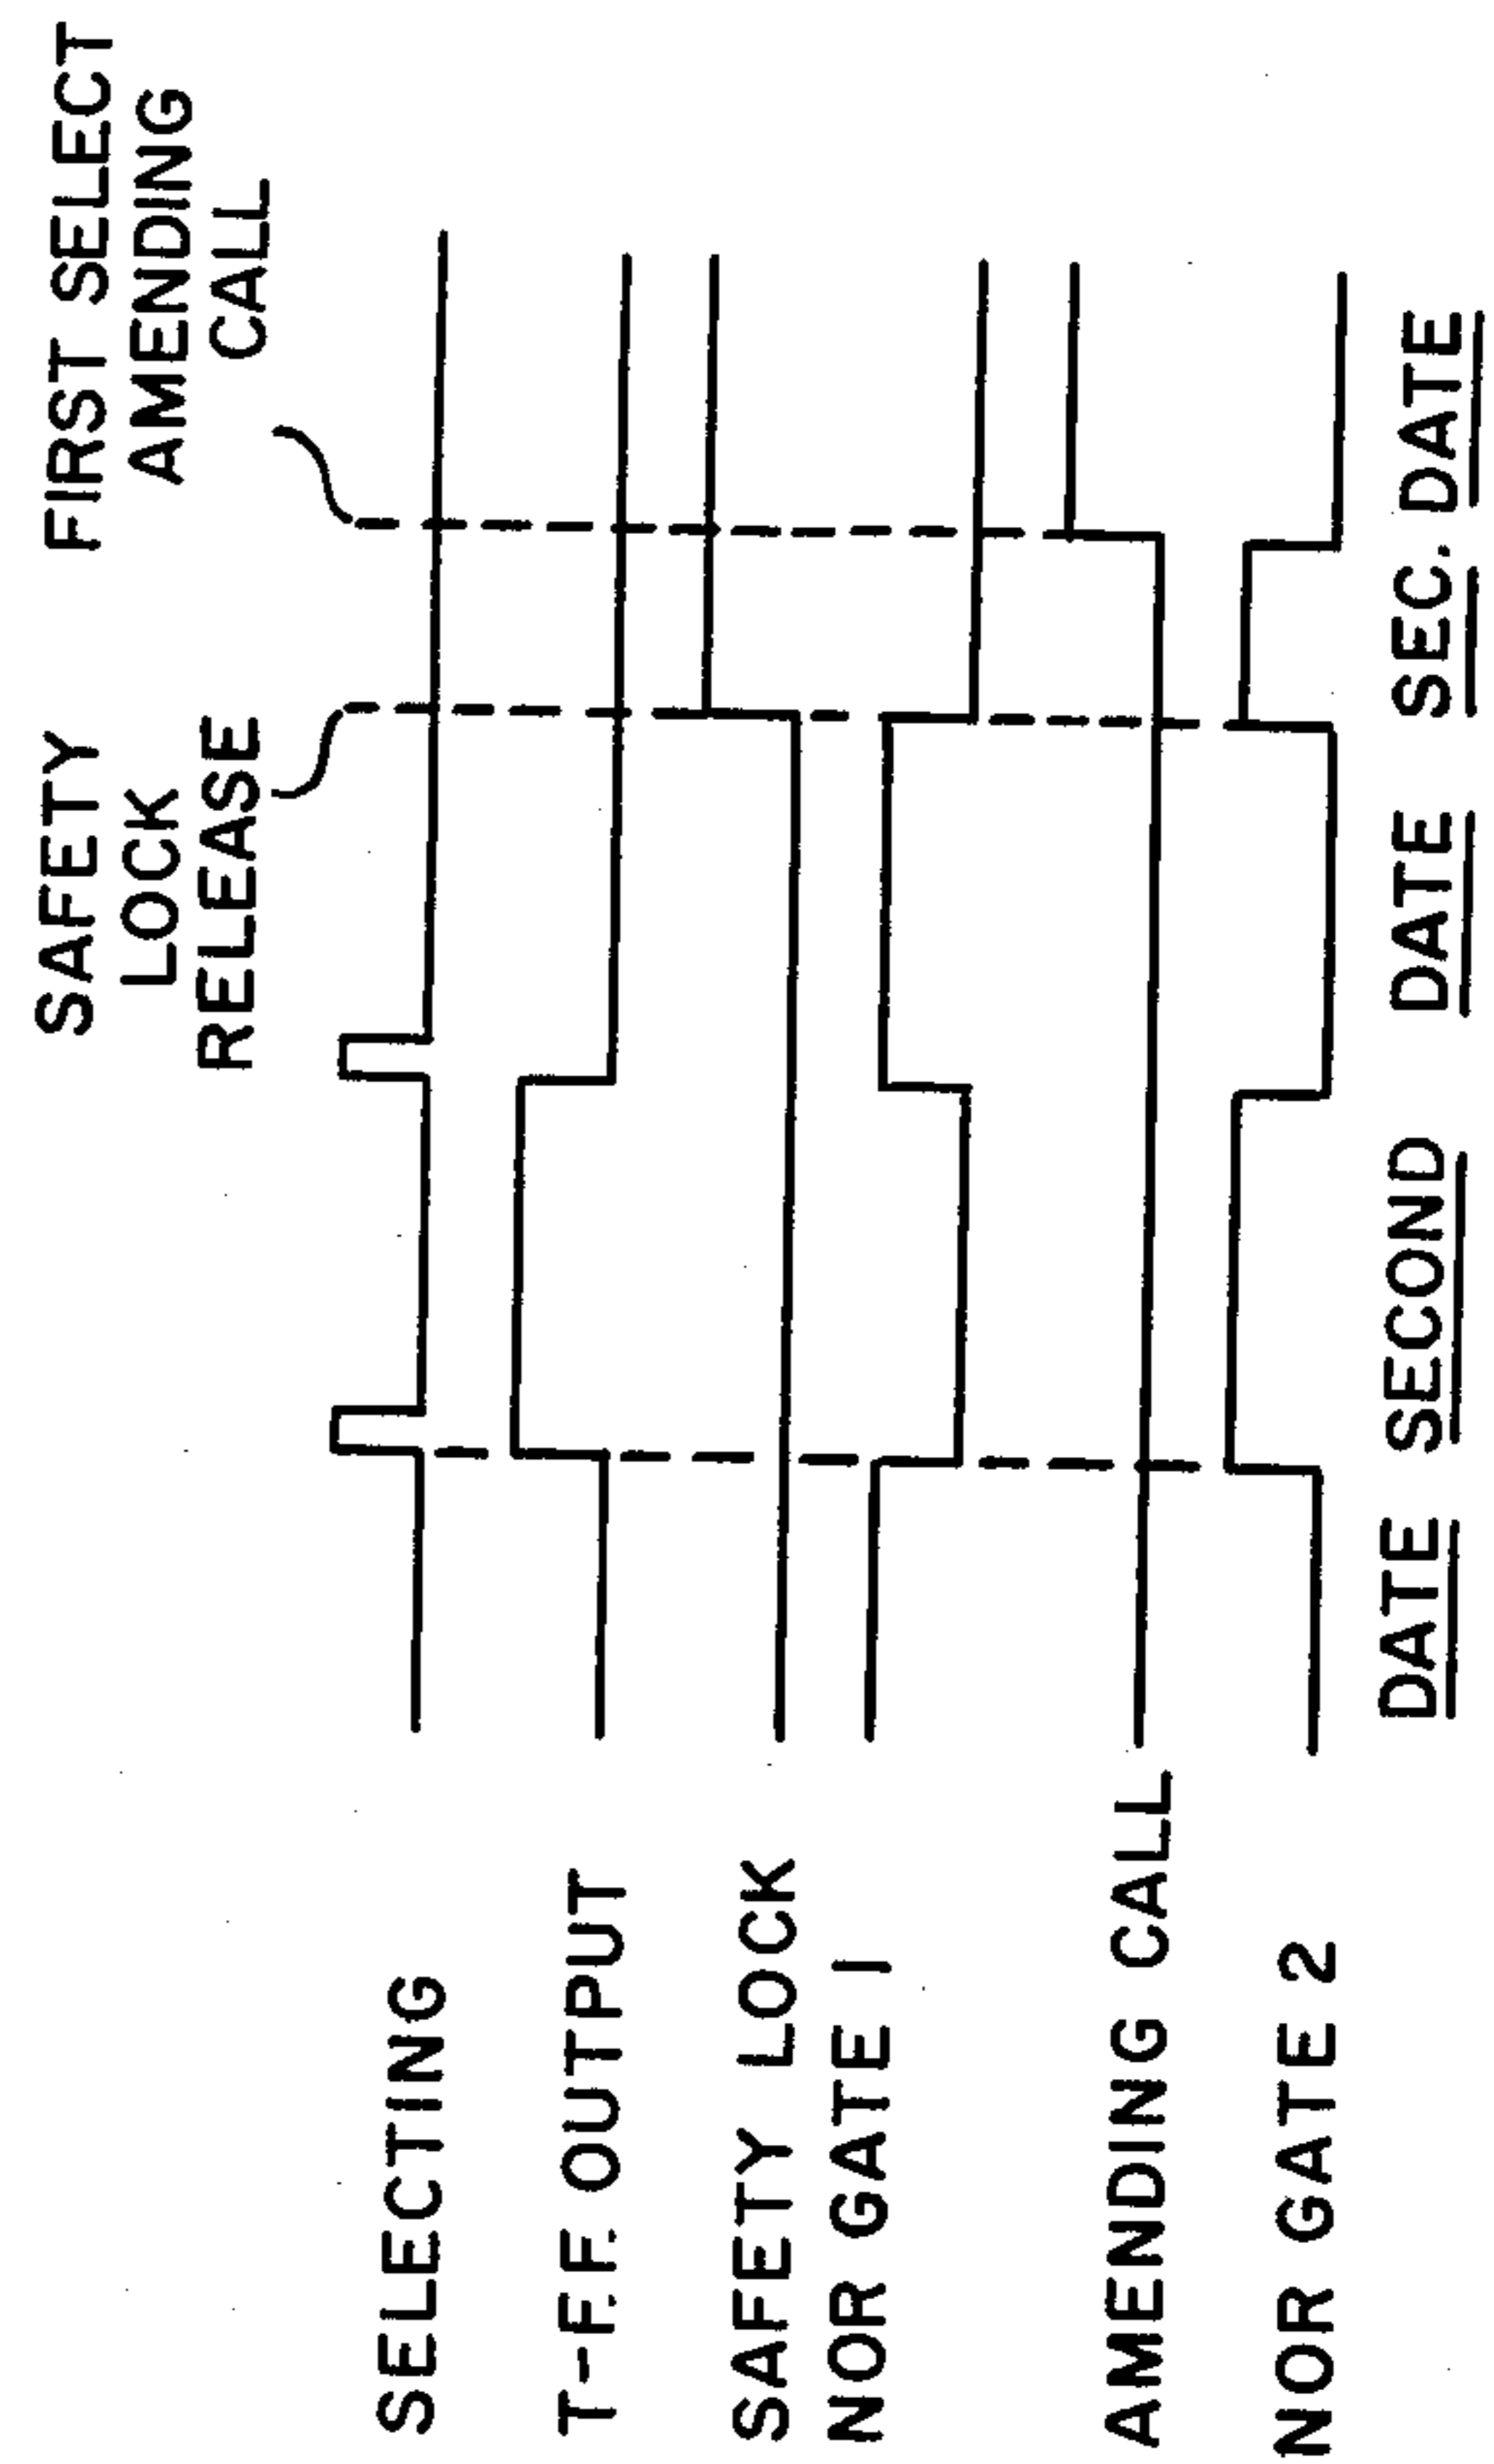 SAFETY
LOCK
RELEASE
FIRST SELECT
AMENDING
CALL
SELECTING
T-F.F. OUTPUT
SAFETY LOCK
NOR GATE 1
AMENDING CALL
NOR GATE 2
DATE SECOND DATE SEC. DATE